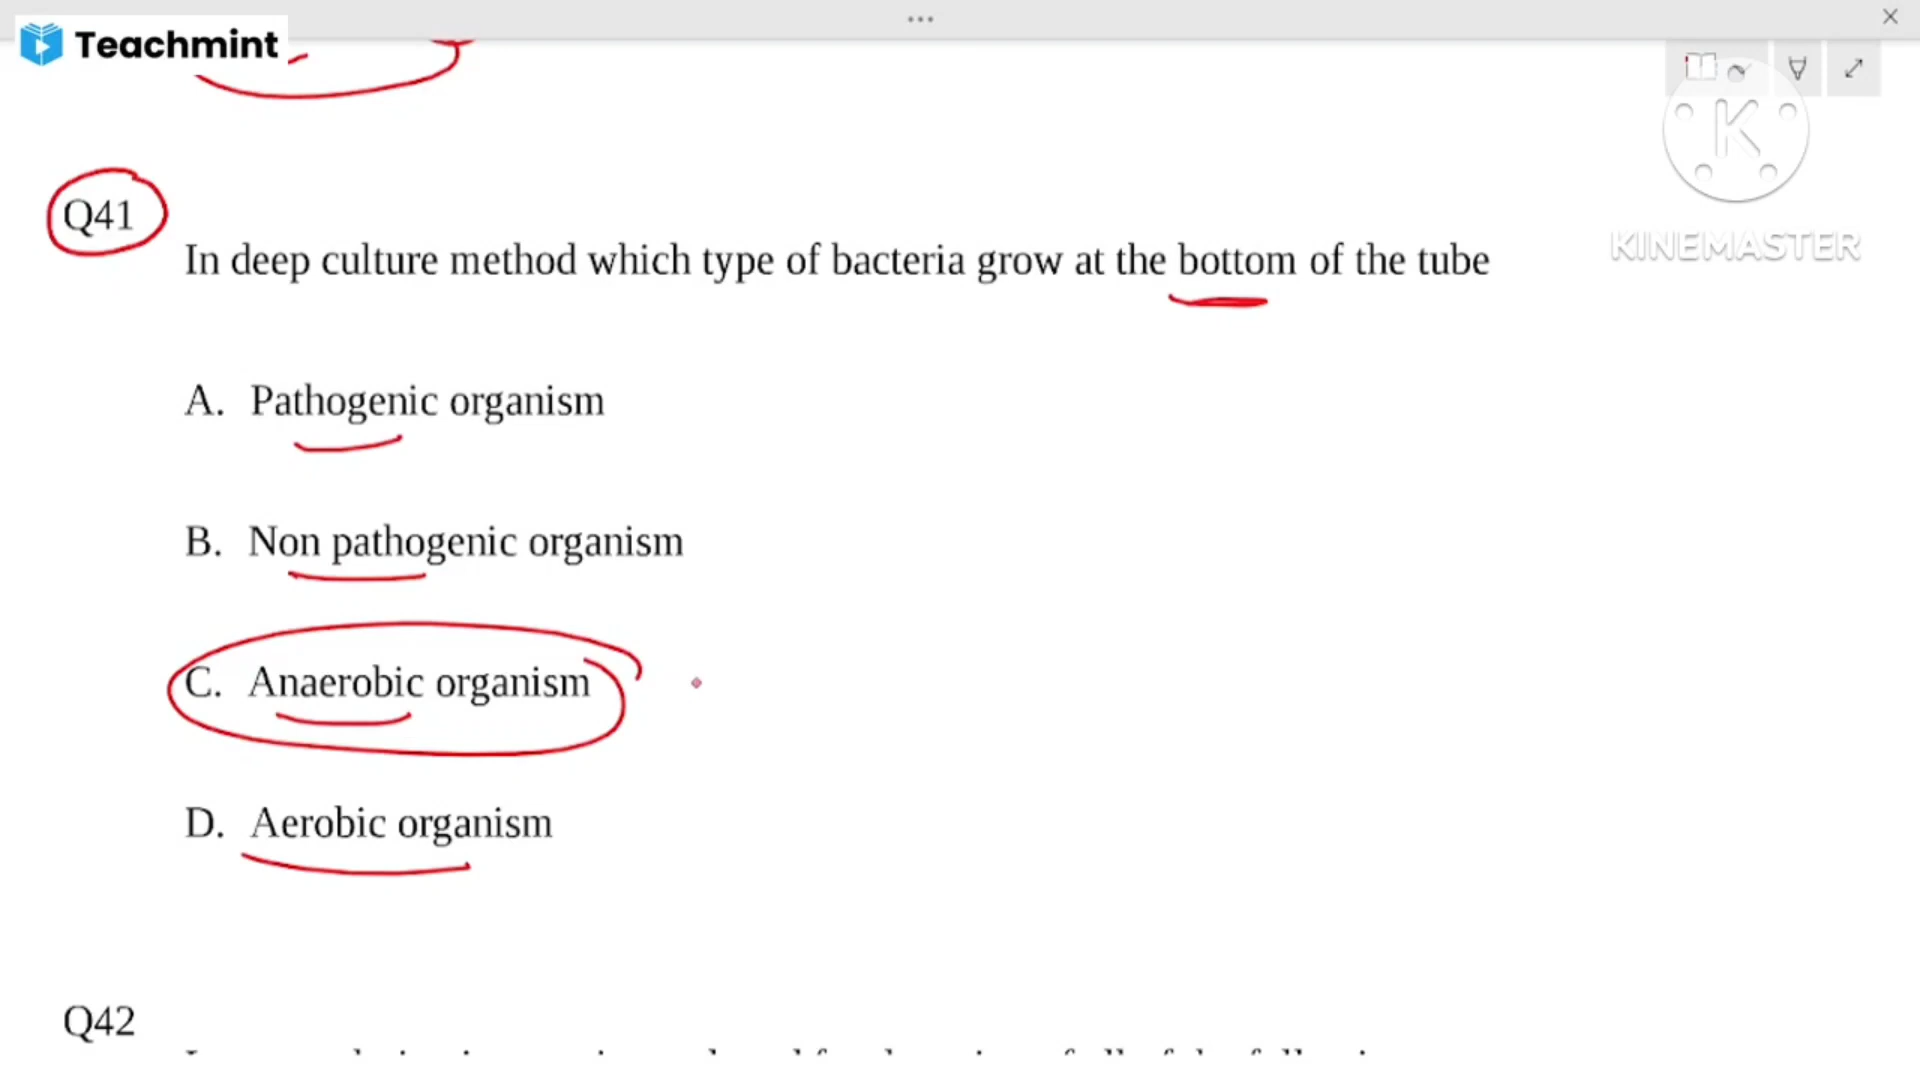 Teachmint
Q41
In deep culture method which type of bacteria grow at the bottom of the tube
A. Pathogenic organism
B. Non pathogenic organism
C. Anaerobic organism
D. Aerobic organism
Q42
K
KINEMASTER